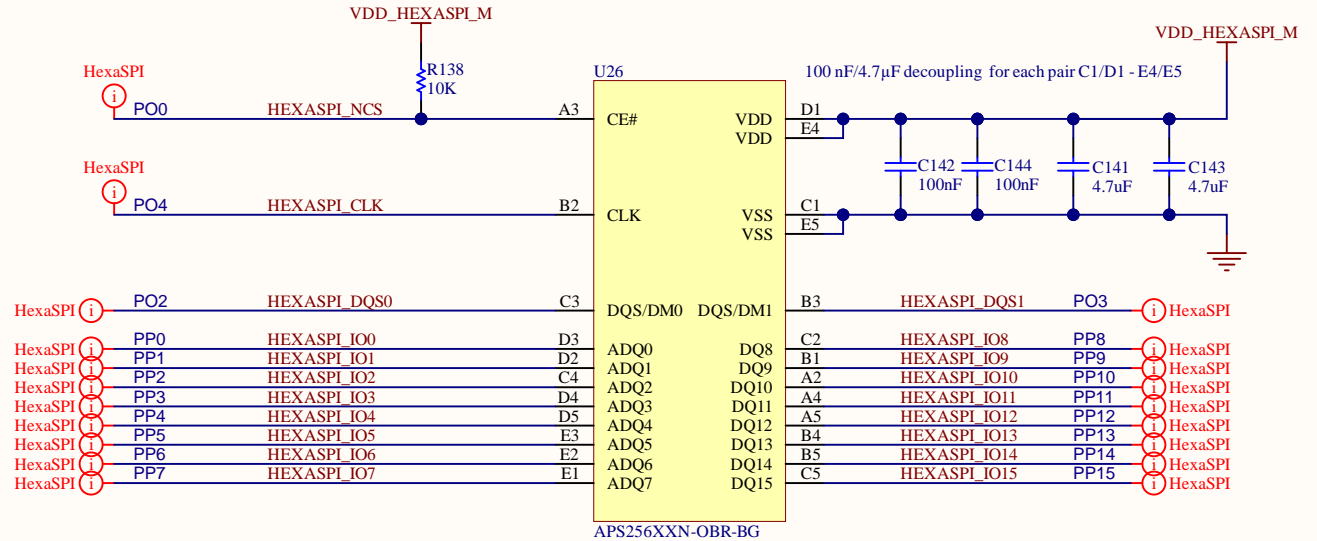 VDD_HEXASPI_M
VDD_HEXASPI_M
R138
10K
U26
100 nF/4.7µF decoupling for each pair C1/D1 - E4/E5
HexaSPI
i
PO0 HEXASPI_NCS A3 CE# VDD D1
VDD E4
C142
100nF
C144
100nF
C141
4.7uF
C143
4.7uF
HexaSPI
i
PO4 HEXASPI_CLK B2 CLK VSS C1
VSS E5
HexaSPI i PO2 HEXASPI_DQS0 C3 DQS/DM0 DQS/DM1 B3 HEXASPI_DQS1 PO3 i HexaSPI
HexaSPI i PP0 HEXASPI_IO0 D3 ADQ0 DQ8 C2 HEXASPI_IO8 PP8 i HexaSPI
HexaSPI i PP1 HEXASPI_IO1 D2 ADQ1 DQ9 B1 HEXASPI_IO9 PP9 i HexaSPI
HexaSPI i PP2 HEXASPI_IO2 C4 ADQ2 DQ10 A2 HEXASPI_IO10 PP10 i HexaSPI
HexaSPI i PP3 HEXASPI_IO3 D4 ADQ3 DQ11 A4 HEXASPI_IO11 PP11 i HexaSPI
HexaSPI i PP4 HEXASPI_IO4 D5 ADQ4 DQ12 A5 HEXASPI_IO12 PP12 i HexaSPI
HexaSPI i PP5 HEXASPI_IO5 E3 ADQ5 DQ13 B4 HEXASPI_IO13 PP13 i HexaSPI
HexaSPI i PP6 HEXASPI_IO6 E2 ADQ6 DQ14 B5 HEXASPI_IO14 PP14 i HexaSPI
HexaSPI i PP7 HEXASPI_IO7 E1 ADQ7 DQ15 C5 HEXASPI_IO15 PP15 i HexaSPI
APS256XXN-OBR-BG